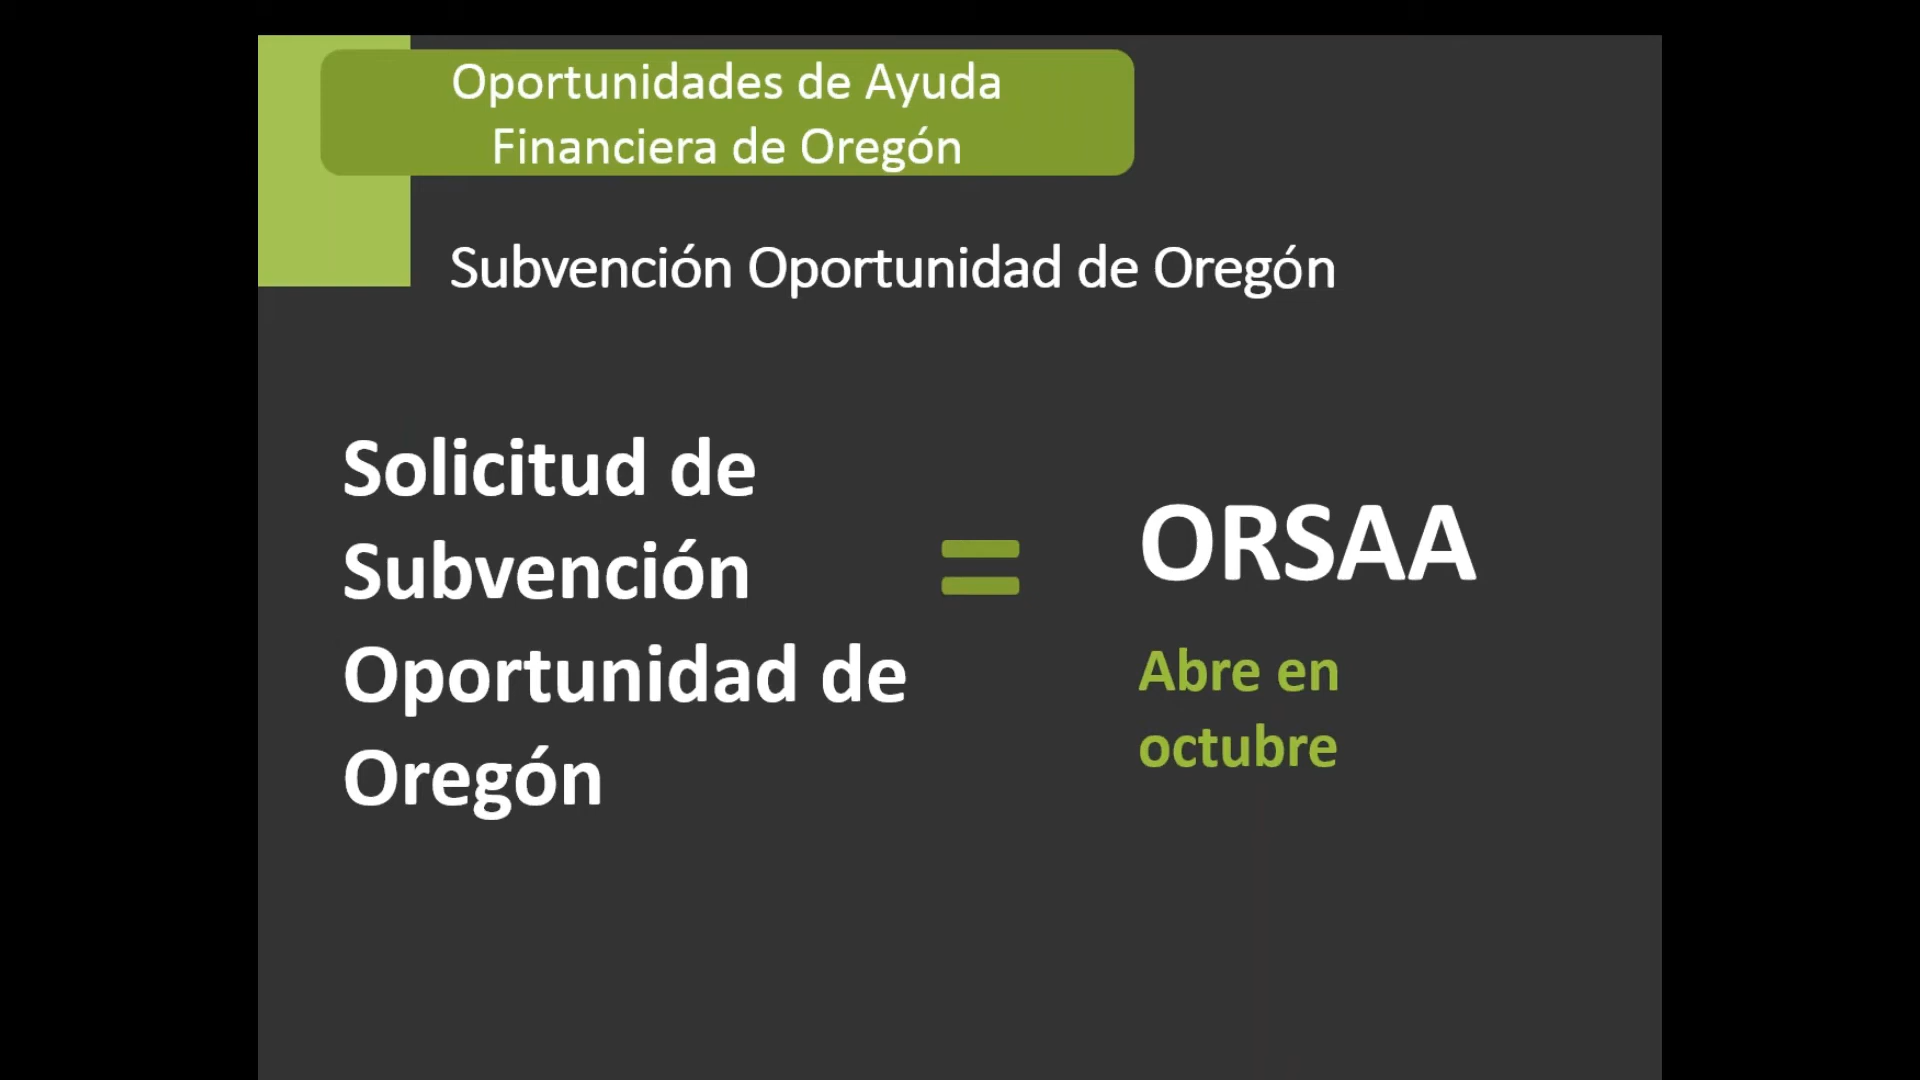 Oportunidades de Ayuda
Financiera de Oregón
Subvención Oportunidad de Oregón
Solicitud de
Subvención
Oportunidad de
Oregón
=
ORSAA
Abre en
octubre